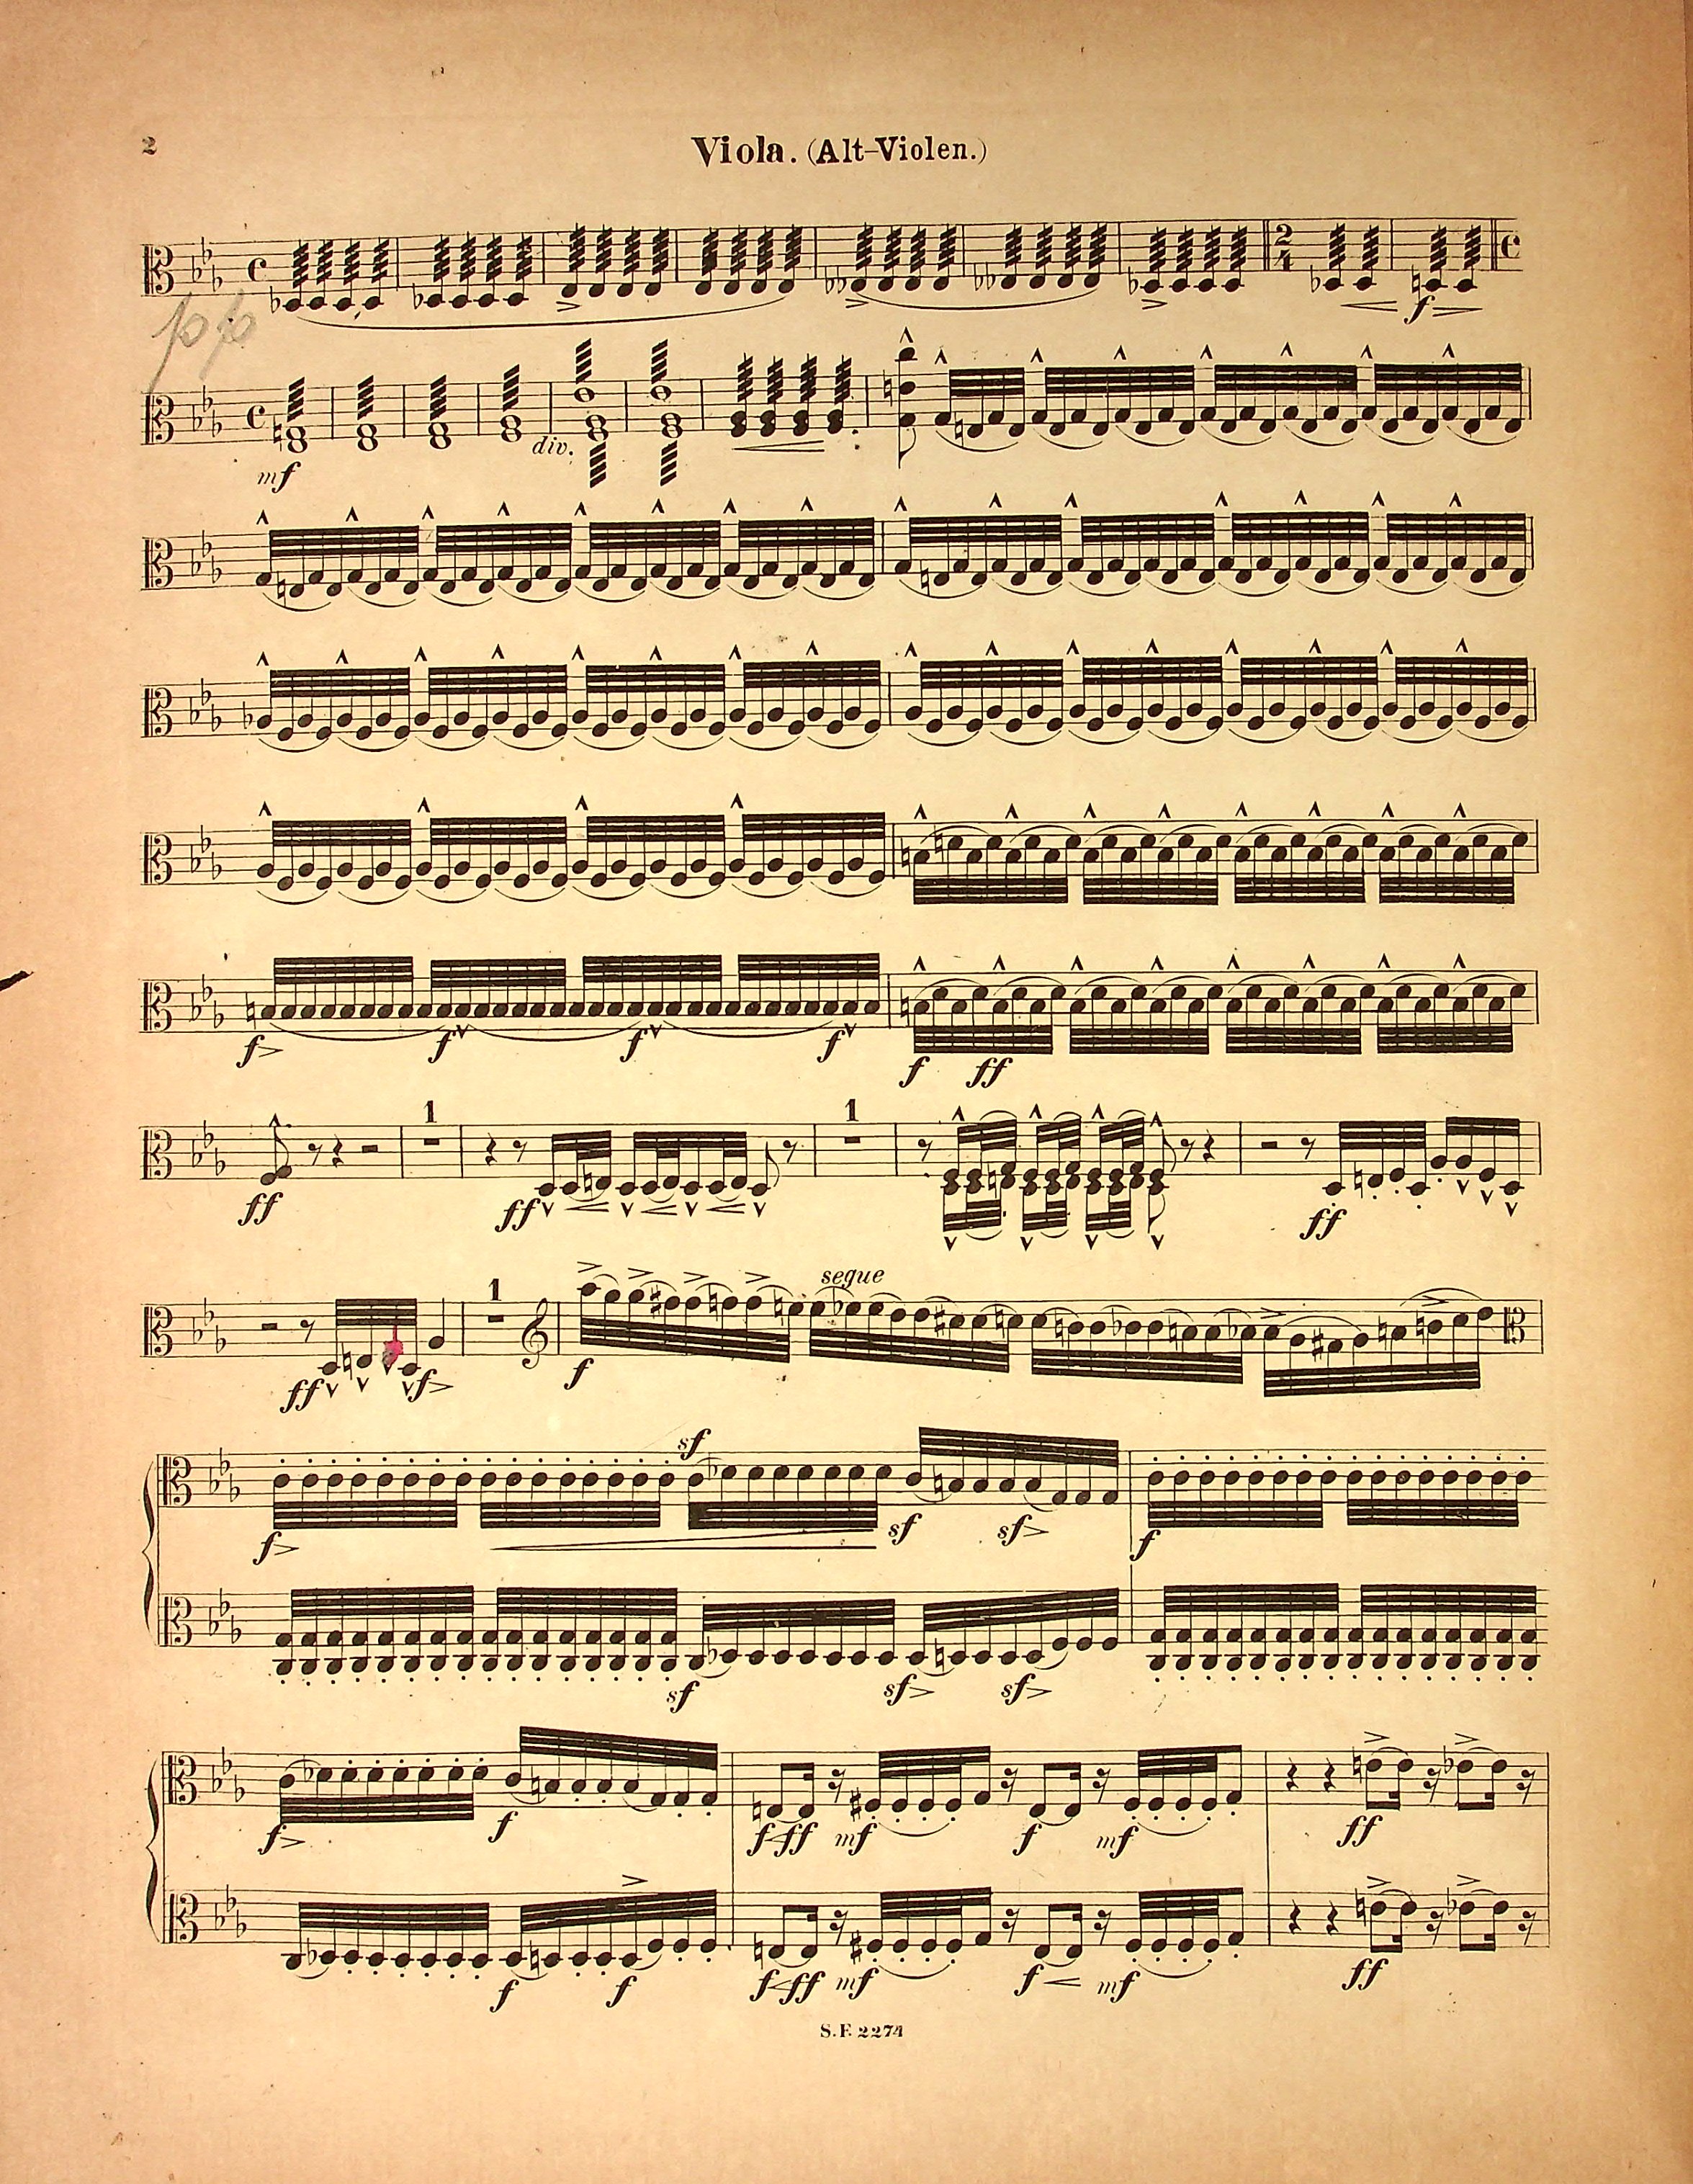 2
Viola. (Alt-Violen.)
2
4
f
pp
mf
div.
f f f f
f ff
1 1
ff ff ff
1 segue
ff f f
sf
f sf sf f
sf sf sf
f f f ff mf f mf ff
f f f ff mf f mf ff
S.F. 2274